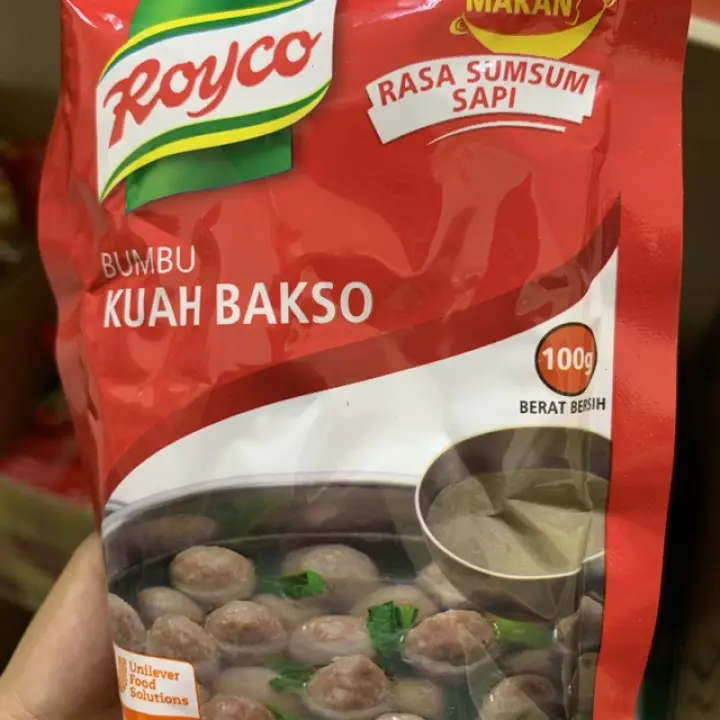 MAKAN
Royco
RASA SUMSUM
SAPI
BUMBU
KUAH BAKSO
100g
BERAT BERSIH
Unilever
Food
Solutions